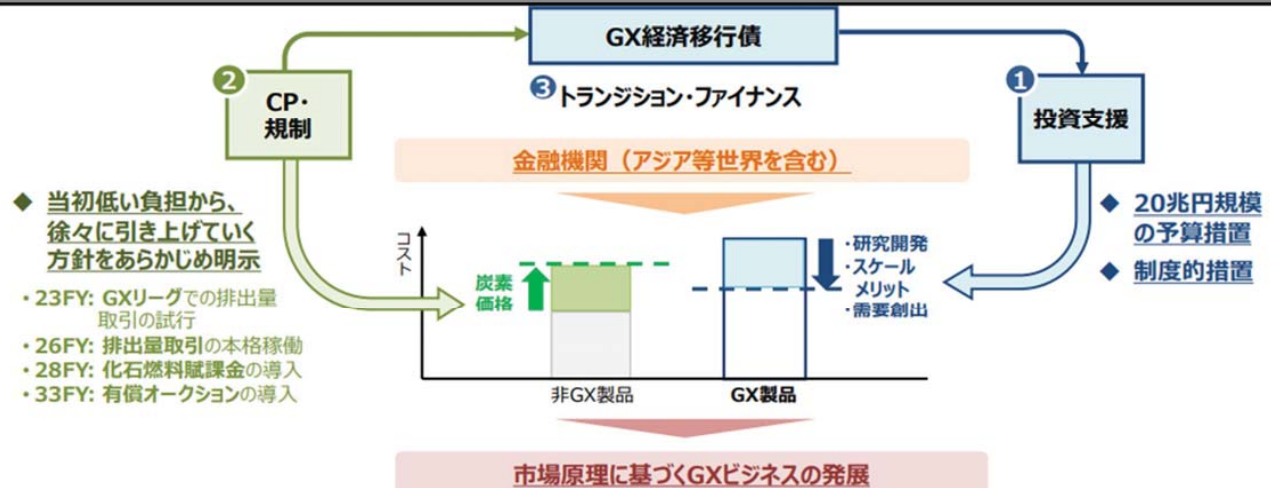 GX経済移行債
❷
CP・
規制
❸トランジション・ファイナンス
❶
投資支援
金融機関（アジア等世界を含む）
◆ 当初低い負担から、
徐々に引き上げていく
方針をあらかじめ明示
・23FY: GXリーグでの排出量
取引の試行
・26FY: 排出量取引の本格稼働
・28FY: 化石燃料賦課金の導入
・33FY: 有償オークションの導入
コスト
炭素
価格
・研究開発
・スケール
メリット
・需要創出
非GX製品
GX製品
◆ 20兆円規模
の予算措置
◆ 制度的措置
市場原理に基づくGXビジネスの発展